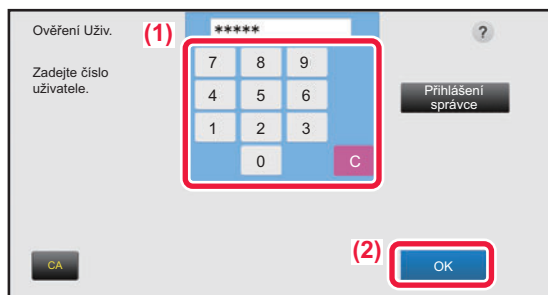 Ověření Uživ.
(1)
*****
?
Zadejte číslo
uživatele.
7 8 9
4 5 6
1 2 3
0 C
Přihlášení
správce
(2)
CA
OK